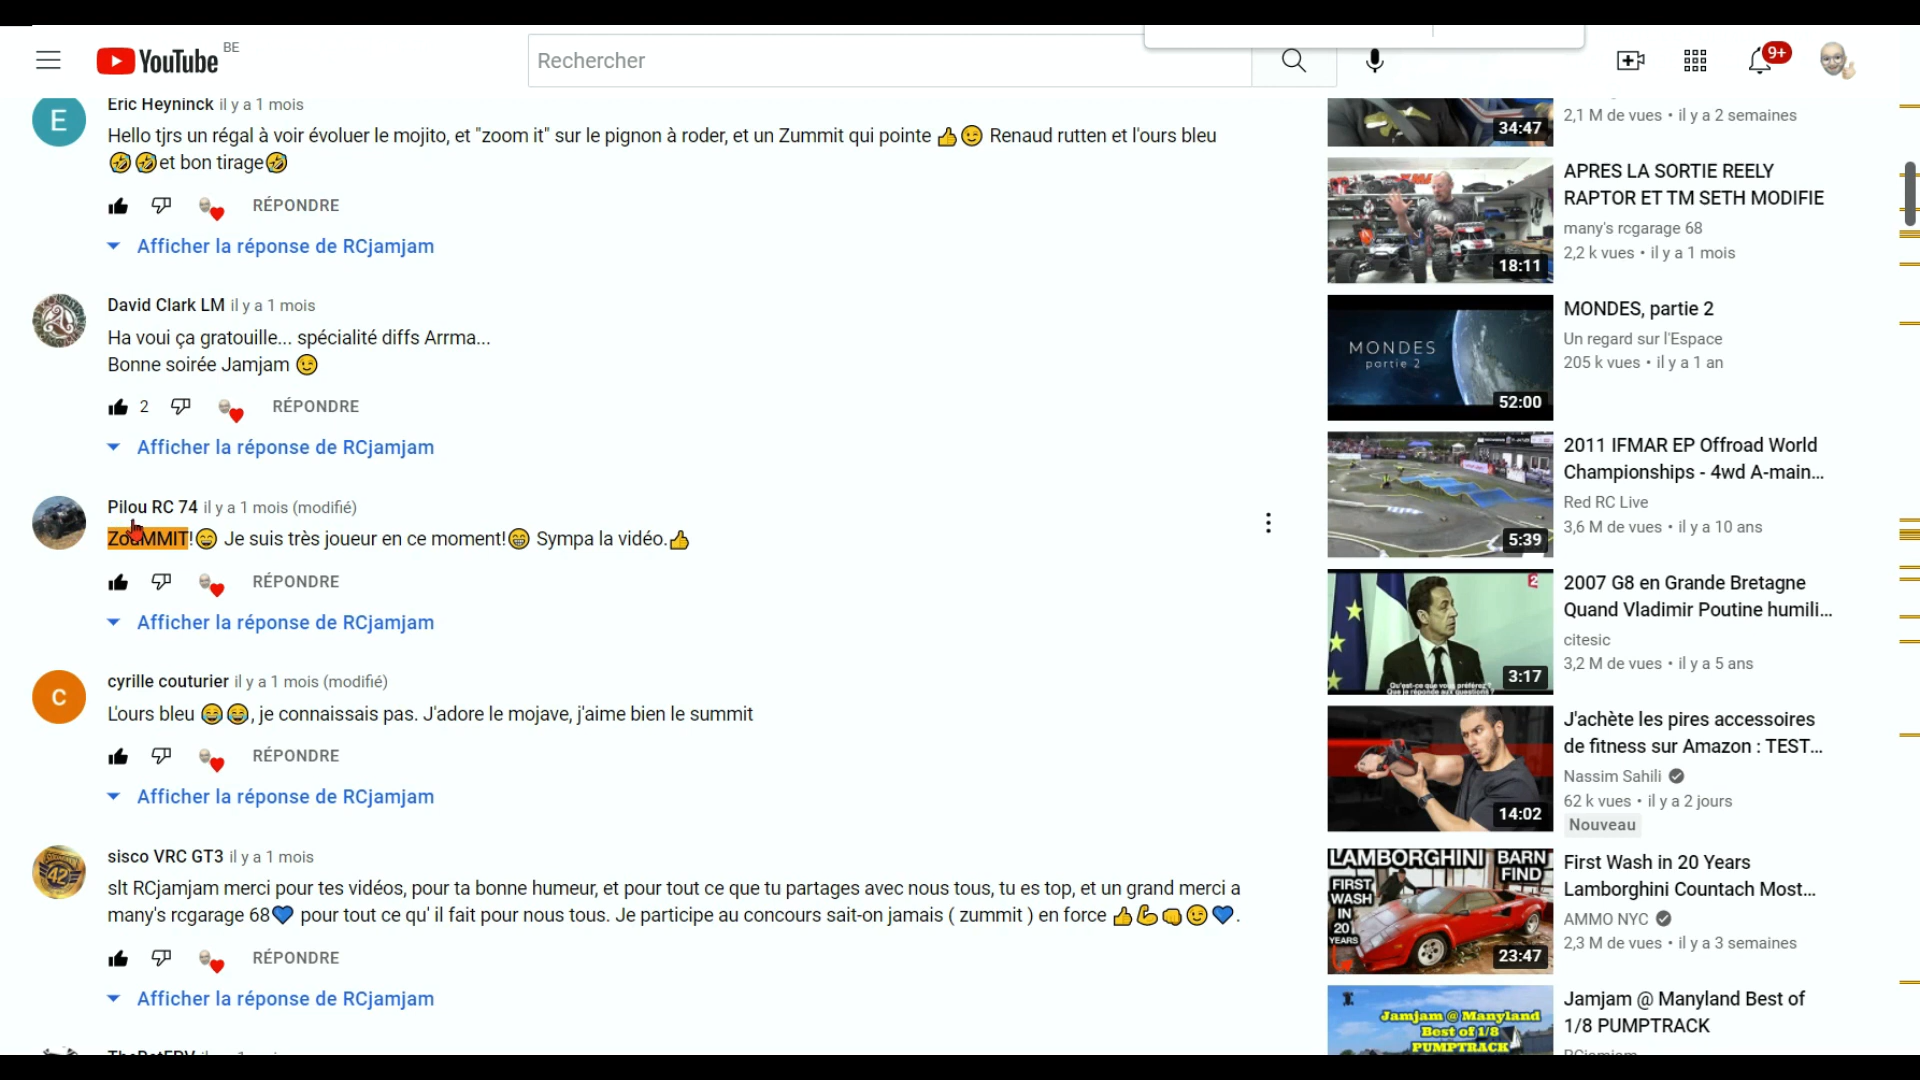 YouTube BE
Rechercher
9+
Eric Heyninck il y a 1 mois
Hello tjrs un régal à voir évoluer le mojito, et "zoom it" sur le pignon à roder, et un Zummit qui pointe 👍😉 Renaud rutten et l'ours bleu
🤣🤣et bon tirage🤣
RÉPONDRE
Afficher la réponse de RCjamjam
David Clark LM il y a 1 mois
Ha voui ça gratouille... spécialité diffs Arrma...
Bonne soirée Jamjam 😉
2 RÉPONDRE
Afficher la réponse de RCjamjam
Pilou RC 74 il y a 1 mois (modifié)
ZouMMIT!😄 Je suis très joueur en ce moment!😁 Sympa la vidéo.👍
RÉPONDRE
Afficher la réponse de RCjamjam
C
cyrille couturier il y a 1 mois (modifié)
L'ours bleu 😂😂, je connaissais pas. J'adore le mojave, j'aime bien le summit
RÉPONDRE
Afficher la réponse de RCjamjam
42
sisco VRC GT3 il y a 1 mois
slt RCjamjam merci pour tes vidéos, pour ta bonne humeur, et pour tout ce que tu partages avec nous tous, tu es top, et un grand merci a
many's rcgarage 68💙 pour tout ce qu' il fait pour nous tous. Je participe au concours sait-on jamais ( zummit ) en force 👍💪👊😉💙.
RÉPONDRE
Afficher la réponse de RCjamjam
E
34:47
2,1 M de vues • il y a 2 semaines
18:11
APRES LA SORTIE REELY
RAPTOR ET TM SETH MODIFIE
many's rcgarage 68
2,2 k vues • il y a 1 mois
MONDES
partie 2
52:00
MONDES, partie 2
Un regard sur l'Espace
205 k vues • il y a 1 an
5:39
2011 IFMAR EP Offroad World
Championships - 4wd A-main...
Red RC Live
3,6 M de vues • il y a 10 ans
2
Qu'est-ce que vous préférez?
Que je réponde aux questions?
3:17
2007 G8 en Grande Bretagne
Quand Vladimir Poutine humili...
citesic
3,2 M de vues • il y a 5 ans
14:02
J'achète les pires accessoires
de fitness sur Amazon : TEST...
Nassim Sahili
62 k vues • il y a 2 jours
Nouveau
LAMBORGHINI BARN
FIND
FIRST
WASH
IN
20
YEARS
23:47
First Wash in 20 Years
Lamborghini Countach Most...
AMMO NYC
2,3 M de vues • il y a 3 semaines
Jamjam @ Manyland
Best of 1/8
PUMPTRACK
Jamjam @ Manyland Best of
1/8 PUMPTRACK